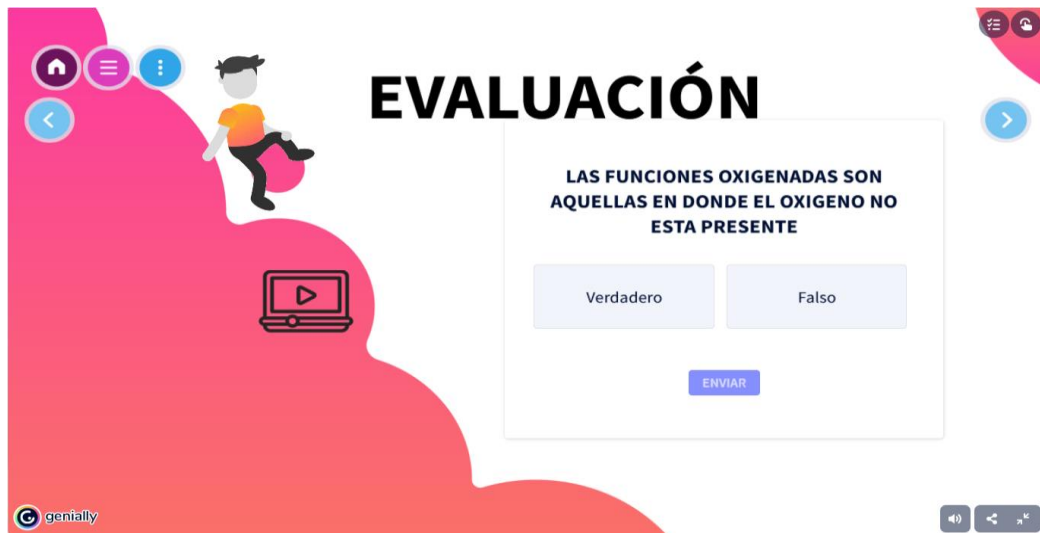 EVALUACIÓN
LAS FUNCIONES OXIGENADAS SON
AQUELLAS EN DONDE EL OXIGENO NO
ESTA PRESENTE
Verdadero
Falso
ENVIAR
genially